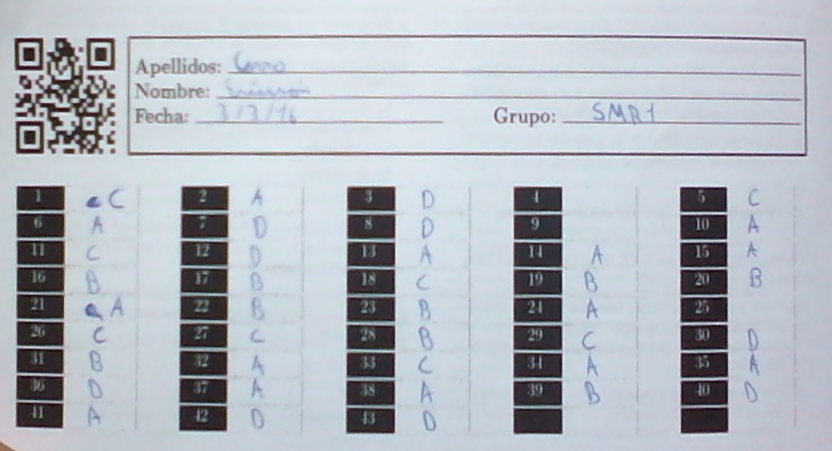 Apellidos: Cerro
Nombre:
Fecha: 3/3/16 Grupo: SMR1
1 C 2 A 3 D 4 5 C
6 A 7 D 8 D 9 10 A
11 C 12 D 13 A 14 A 15 A
16 B 17 B 18 C 19 B 20 B
21 A 22 B 23 B 24 A 25
26 C 27 C 28 B 29 C 30 D
31 B 32 A 33 C 34 A 35 A
36 D 37 A 38 A 39 B 40 D
41 A 42 D 43 D